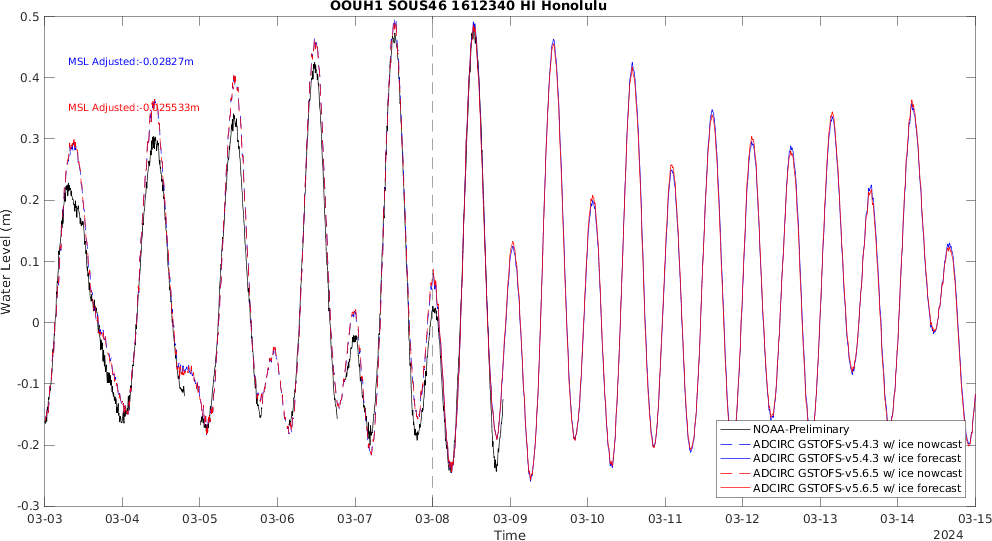 OOUH1 SOUS46 1612340 HI Honolulu
0.5
MSL Adjusted:-0.02827m
0.4
MSL Adjusted:-0.025533m
0.3
0.2
0.1
0
-0.1
-0.2
-0.3
Water Level (m)
NOAA-Preliminary
ADCIRC GSTOFS-v5.4.3 w/ ice nowcast
ADCIRC GSTOFS-v5.4.3 w/ ice forecast
ADCIRC GSTOFS-v5.6.5 w/ ice nowcast
ADCIRC GSTOFS-v5.6.5 w/ ice forecast
03-03 03-04 03-05 03-06 03-07 03-08 03-09 03-10 03-11 03-12 03-13 03-14 03-15
Time
2024